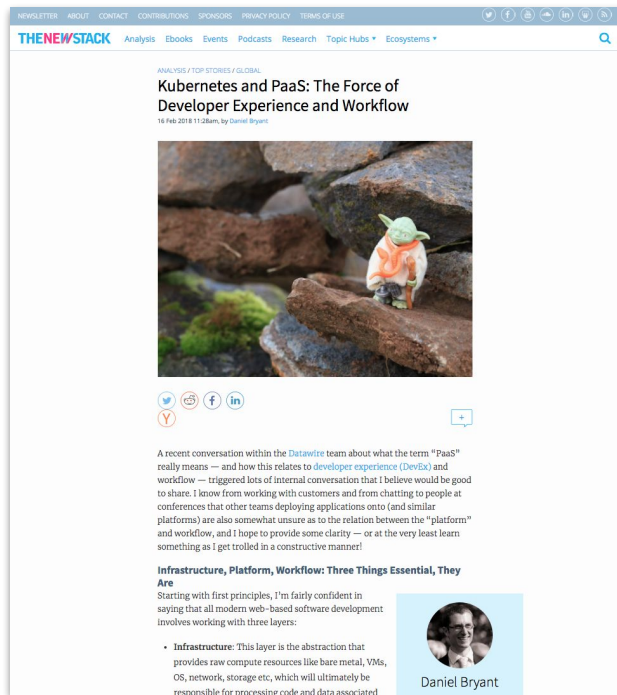 NEWSLETTER ABOUT CONTACT CONTRIBUTIONS SPONSORS PRIVACY POLICY TERMS OF USE
THENEWSTACK Analysis Ebooks Events Podcasts Research Topic Hubs Ecosystems
ANALYSIS / TOP STORIES / GLOBAL
Kubernetes and PaaS: The Force of
Developer Experience and Workflow
16 Feb 2018 11:28am, by Daniel Bryant
A recent conversation within the Datawire team about what the term “PaaS”
really means — and how this relates to developer experience (DevEx) and
workflow — triggered lots of internal conversation that I believe would be good
to share. I know from working with customers and from chatting to people at
conferences that other teams deploying applications onto (and similar
platforms) are also somewhat unsure as to the relation between the “platform”
and workflow, and I hope to provide some clarity — or at the very least learn
something as I get trolled in a constructive manner!
Infrastructure, Platform, Workflow: Three Things Essential, They
Are
Starting with first principles, I’m fairly confident in
saying that all modern web-based software development
involves working with three layers:
• Infrastructure: This layer is the abstraction that
provides raw compute resources like bare metal, VMs,
OS, network, storage etc, which will ultimately be
responsible for processing code and data associated
Daniel Bryant